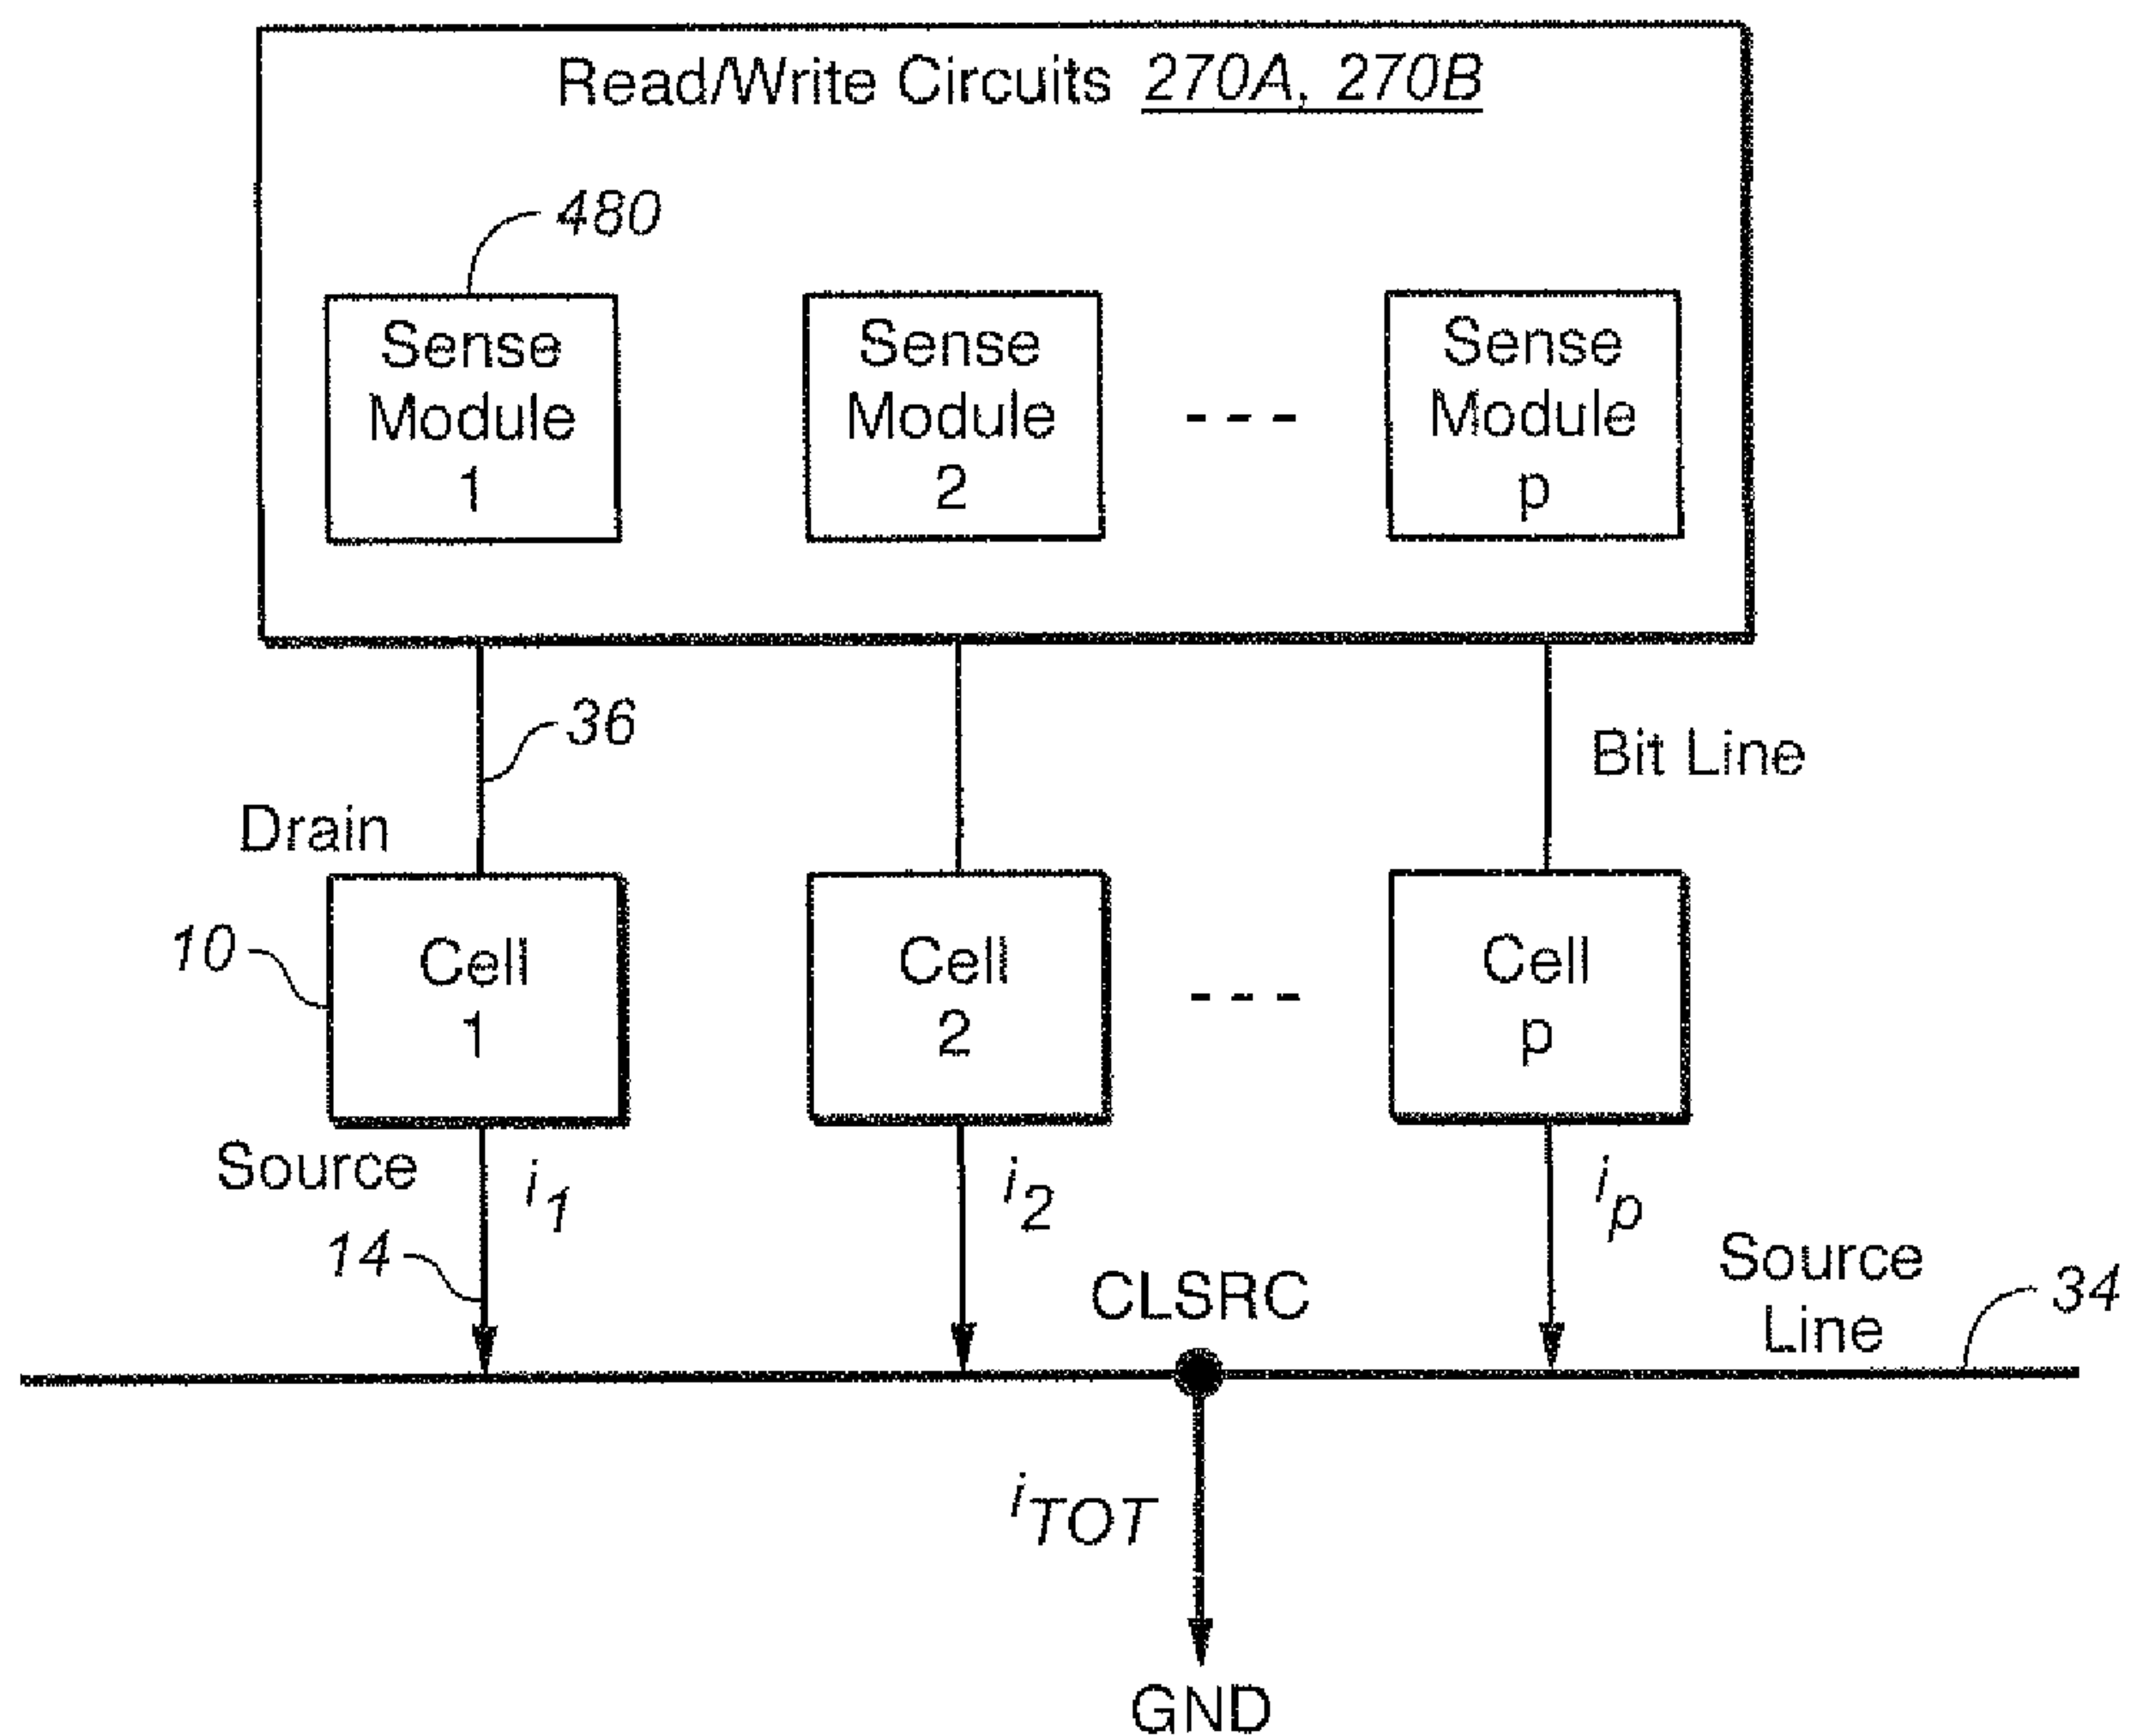 Read/Write Circuits 270A, 270B
480
Sense Module 1
Sense Module 2
---
Sense Module p
36
Bit Line
Drain
10
Cell 1
Cell 2
---
Cell p
Source
i1
i2
ip
14
CLSRC
Source Line
34
iTOT
GND